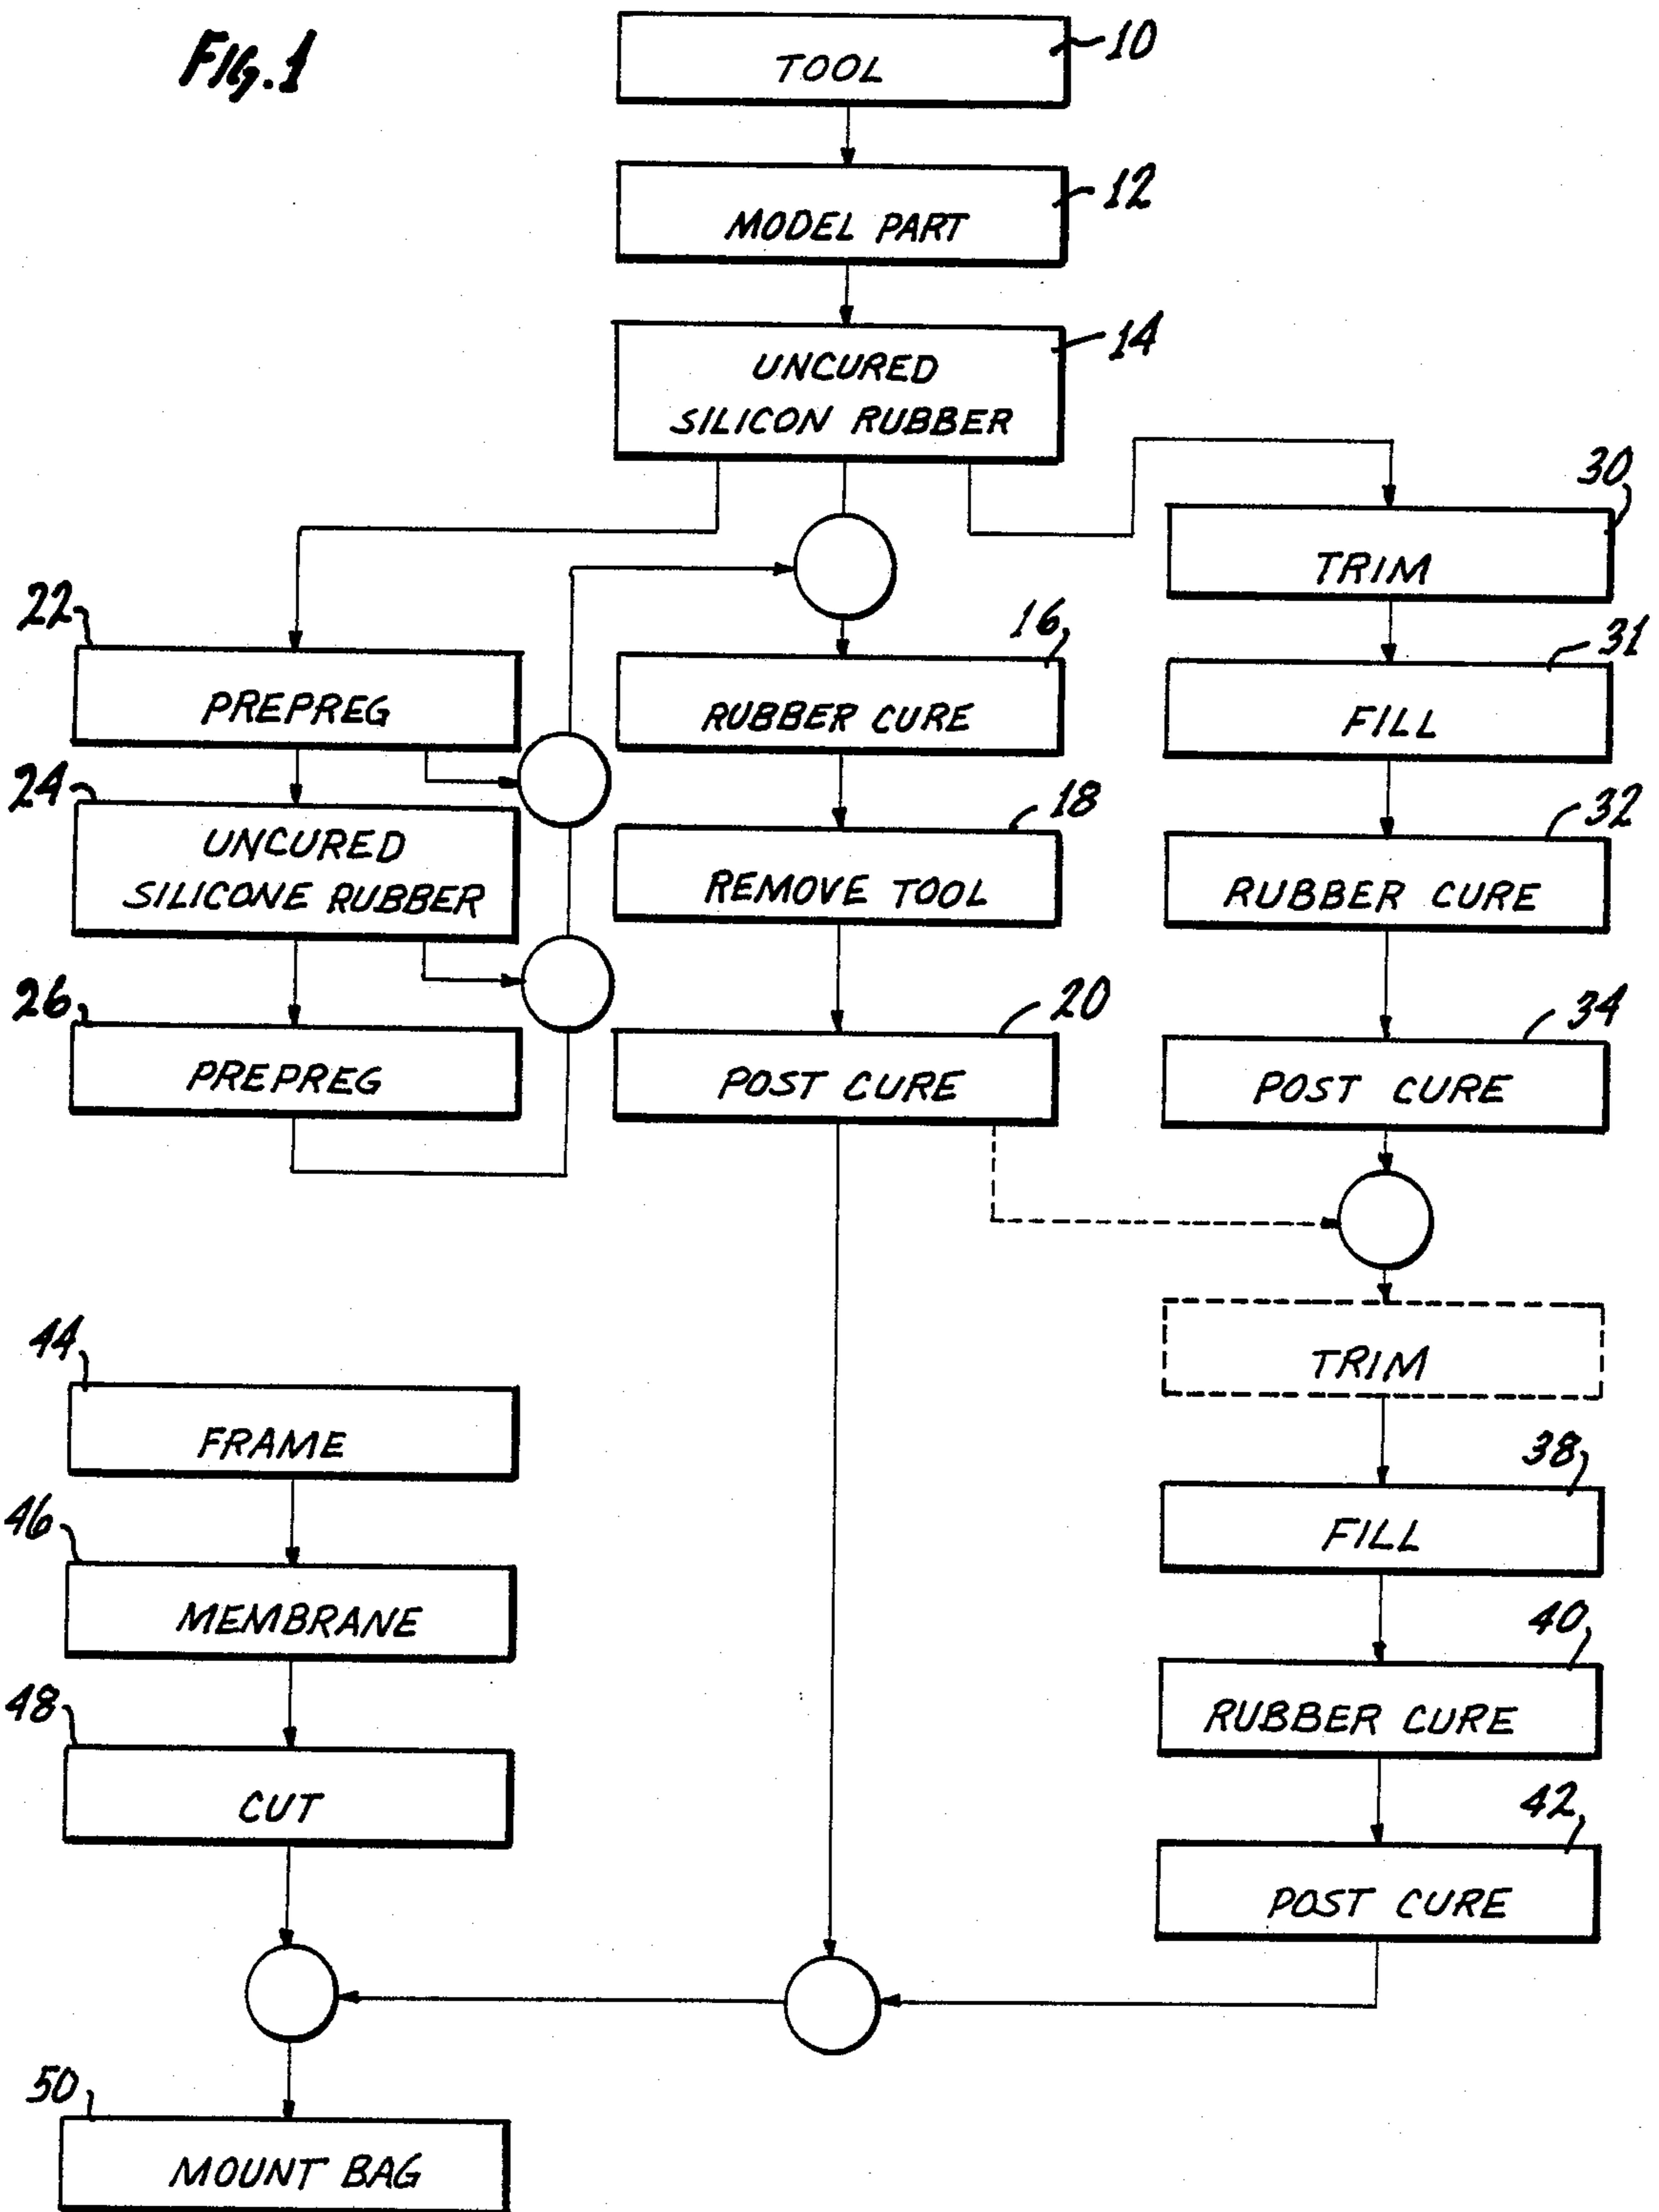 FIG. 1
TOOL
10
MODEL PART
12
UNCURED
SILICON RUBBER
14
30
TRIM
22
PREPREG
16
RUBBER CURE
31
FILL
24
UNCURED
SILICONE RUBBER
18
REMOVE TOOL
32
RUBBER CURE
26
PREPREG
20
POST CURE
34
POST CURE
TRIM
44
FRAME
38
FILL
46
MEMBRANE
40
RUBBER CURE
48
CUT
42
POST CURE
50
MOUNT BAG